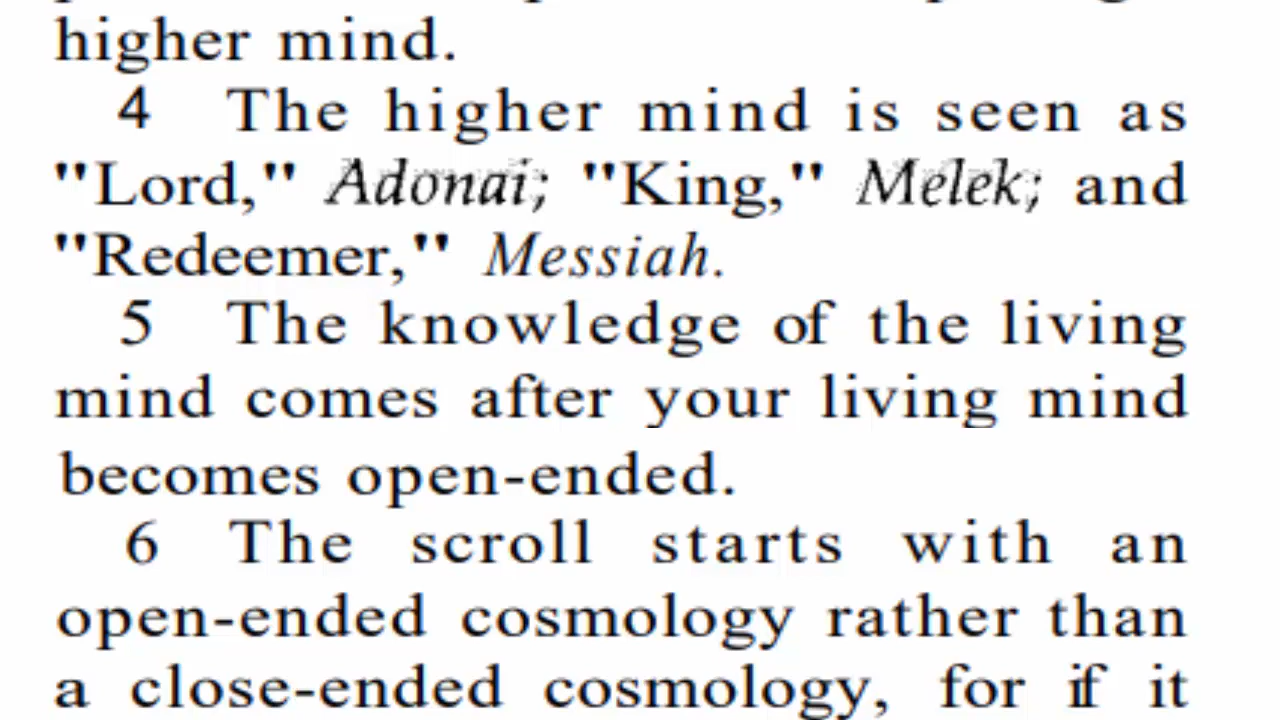 higher mind.
4 The higher mind is seen as
"Lord," Adonai; "King," Melek; and
"Redeemer," Messiah.
5 The knowledge of the living
mind comes after your living mind
becomes open-ended.
6 The scroll starts with an
open-ended cosmology rather than
a close-ended cosmology, for if it